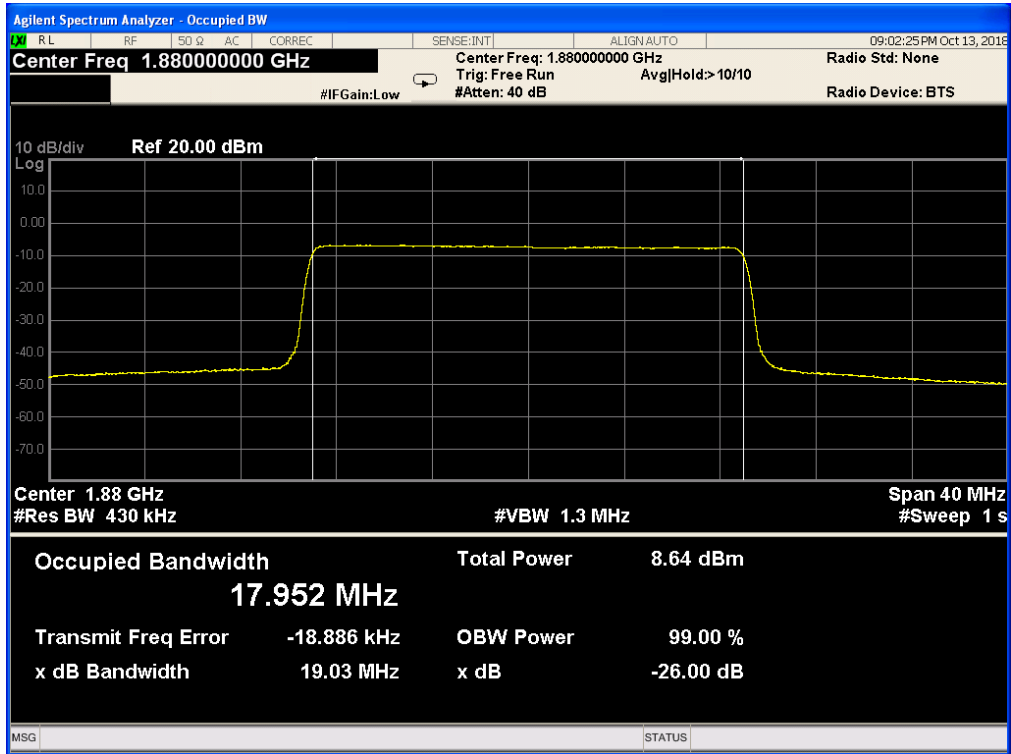 Agilent Spectrum Analyzer - Occupied BW
LXI RL RF 50 Ω AC CORREC SENSE:INT ALIGN AUTO 09:02:25 PM Oct 13, 2018
Center Freq 1.880000000 GHz Center Freq: 1.880000000 GHz Radio Std: None
Trig: Free Run Avg|Hold:>10/10
#IFGain:Low #Atten: 40 dB Radio Device: BTS
10 dB/div Ref 20.00 dBm
Log
10.0
0.00
-10.0
-20.0
-30.0
-40.0
-50.0
-60.0
-70.0
Center 1.88 GHz Span 40 MHz
#Res BW 430 kHz #VBW 1.3 MHz #Sweep 1 s
Occupied Bandwidth Total Power 8.64 dBm
17.952 MHz
Transmit Freq Error -18.886 kHz OBW Power 99.00 %
x dB Bandwidth 19.03 MHz x dB -26.00 dB
MSG STATUS